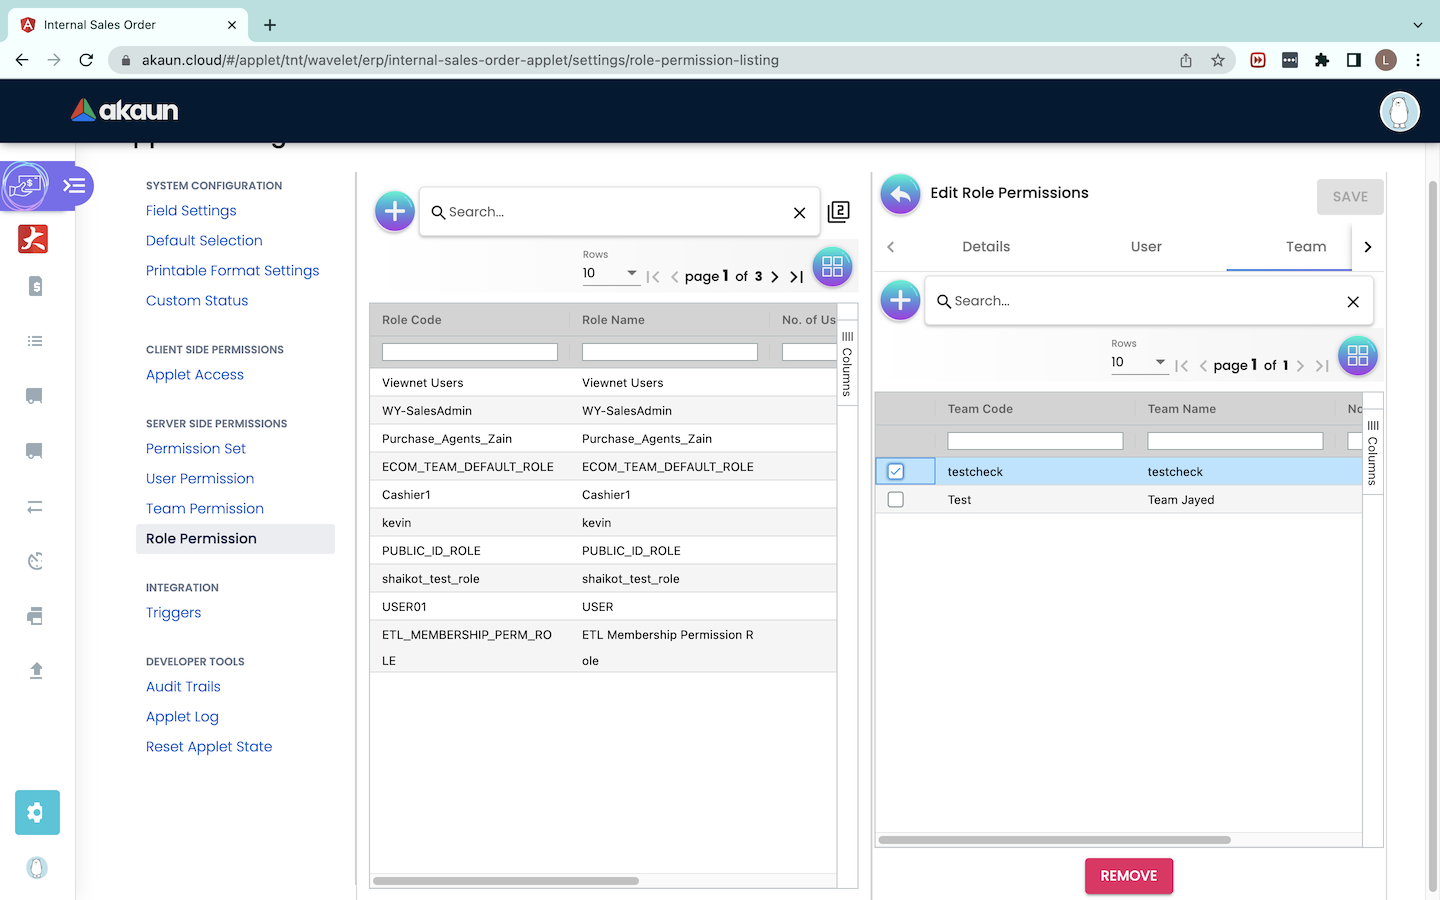 Internal Sales Order
akaun.cloud/#/applet/tnt/wavelet/erp/internal-sales-order-applet/settings/role-permission-listing
L
akaun
SYSTEM CONFIGURATION
Field Settings
Default Selection
Printable Format Settings
Custom Status
CLIENT SIDE PERMISSIONS
Applet Access
SERVER SIDE PERMISSIONS
Permission Set
User Permission
Team Permission
Role Permission
INTEGRATION
Triggers
DEVELOPER TOOLS
Audit Trails
Applet Log
Reset Applet State
Search...
2
Rows
10
page 1 of 3
Role Code Role Name No. of Us
Columns
Viewnet Users Viewnet Users
WY-SalesAdmin WY-SalesAdmin
Purchase_Agents_Zain Purchase_Agents_Zain
ECOM_TEAM_DEFAULT_ROLE ECOM_TEAM_DEFAULT_ROLE
Cashier1 Cashier1
kevin kevin
PUBLIC_ID_ROLE PUBLIC_ID_ROLE
shaikot_test_role shaikot_test_role
USER01 USER
ETL_MEMBERSHIP_PERM_RO ETL Membership Permission R
LE ole
Edit Role Permissions
SAVE
Details User Team
Search...
Rows
10
page 1 of 1
Team Code Team Name No
Columns
testcheck testcheck
Test Team Jayed
REMOVE